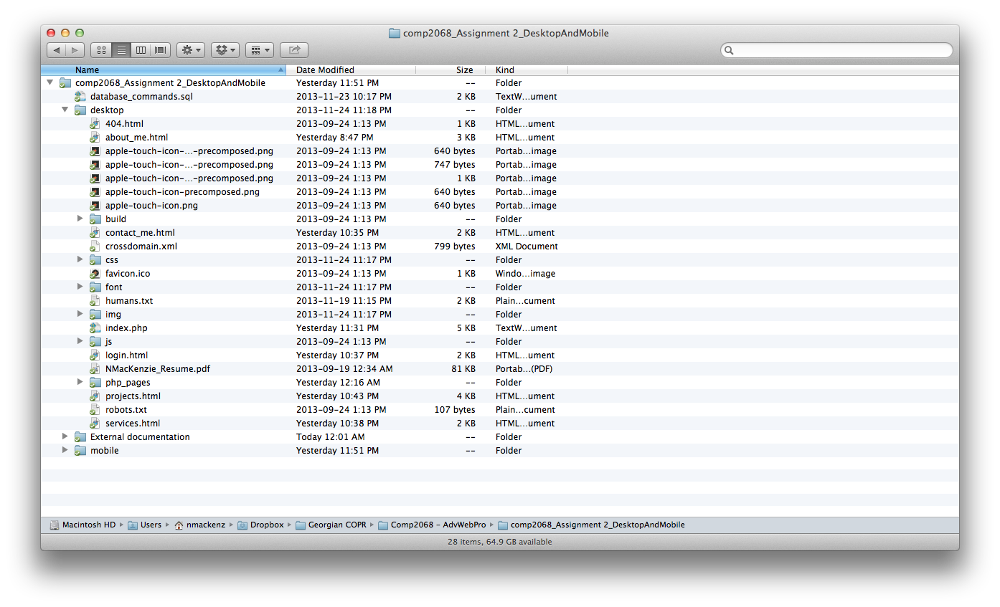 comp2068_Assignment 2_DesktopAndMobile
Name Date Modified Size Kind
comp2068_Assignment 2_DesktopAndMobile Yesterday 11:51 PM -- Folder
database_commands.sql 2013-11-23 10:17 PM 2 KB TextW...ument
desktop 2013-11-24 11:18 PM -- Folder
404.html 2013-09-24 1:13 PM 1 KB HTML...ument
about_me.html Yesterday 8:47 PM 3 KB HTML...ument
apple-touch-icon-...-precomposed.png 2013-09-24 1:13 PM 640 bytes Portab...image
apple-touch-icon-...-precomposed.png 2013-09-24 1:13 PM 747 bytes Portab...image
apple-touch-icon-...-precomposed.png 2013-09-24 1:13 PM 1 KB Portab...image
apple-touch-icon-precomposed.png 2013-09-24 1:13 PM 640 bytes Portab...image
apple-touch-icon.png 2013-09-24 1:13 PM 640 bytes Portab...image
build 2013-09-24 1:13 PM -- Folder
contact_me.html Yesterday 10:35 PM 2 KB HTML...ument
crossdomain.xml 2013-09-24 1:13 PM 799 bytes XML Document
css 2013-11-24 11:17 PM -- Folder
favicon.ico 2013-09-24 1:13 PM 1 KB Windo...image
font 2013-11-24 11:17 PM -- Folder
humans.txt 2013-11-19 11:15 PM 2 KB Plain...cument
img 2013-11-24 11:17 PM -- Folder
index.php Yesterday 11:31 PM 5 KB TextW...ument
js 2013-09-24 1:13 PM -- Folder
login.html Yesterday 10:37 PM 2 KB HTML...ument
NMacKenzie_Resume.pdf 2013-09-19 12:34 AM 81 KB Portab...(PDF)
php_pages Yesterday 12:16 AM -- Folder
projects.html Yesterday 10:43 PM 4 KB HTML...ument
robots.txt 2013-09-24 1:13 PM 107 bytes Plain...cument
services.html Yesterday 10:38 PM 2 KB HTML...ument
External documentation Today 12:01 AM -- Folder
mobile Yesterday 11:51 PM -- Folder
Macintosh HD Users nmackenz Dropbox Georgian COPR Comp2068 - AdvWebPro comp2068_Assignment 2_DesktopAndMobile
28 items, 64.9 GB available